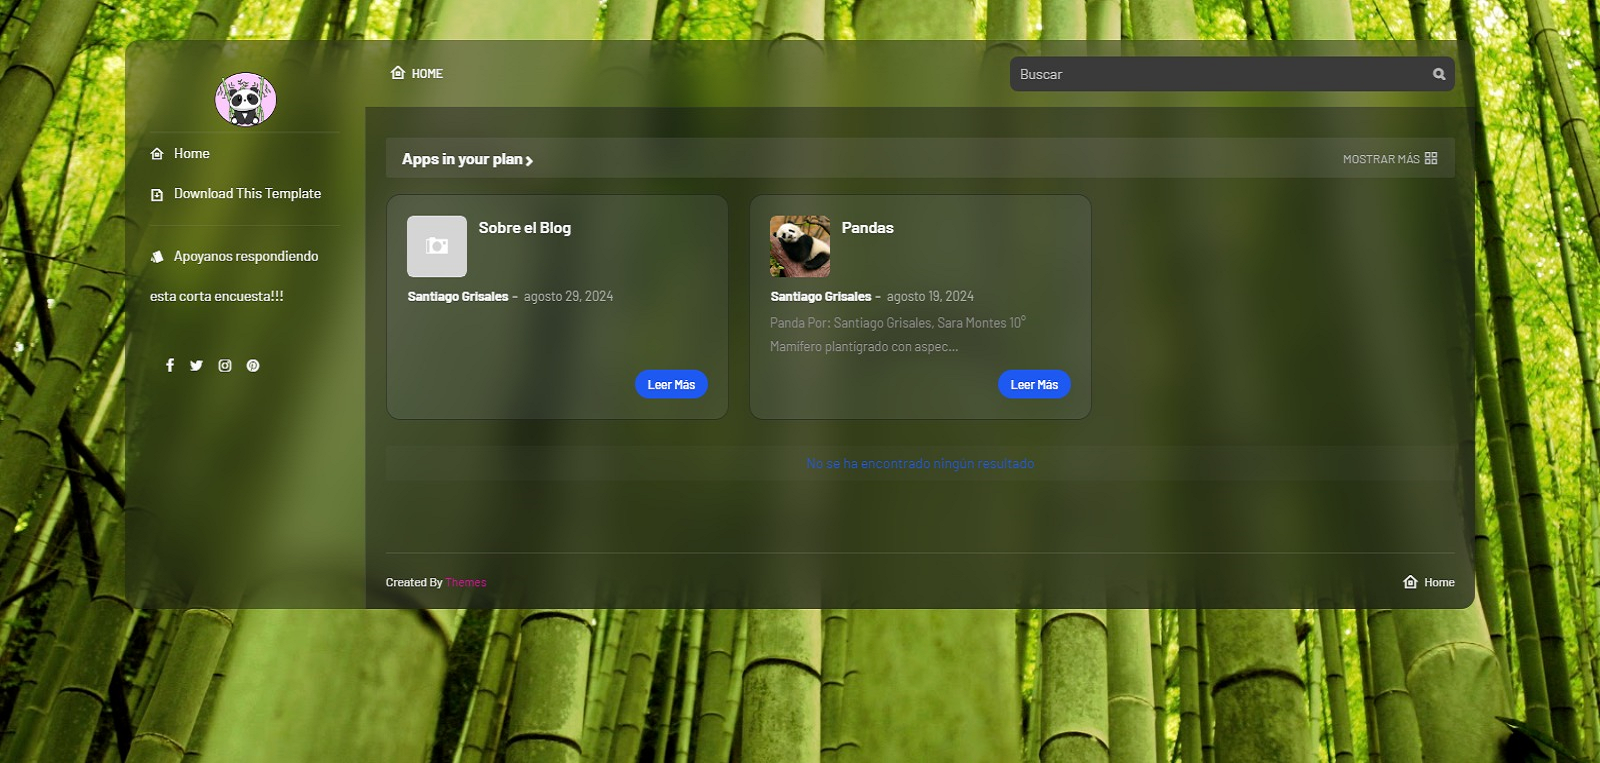 HOME
Buscar
Home
Download This Template
Apoyanos respondiendo
esta corta encuesta!!!
Apps in your plan
MOSTRAR MÁS
Sobre el Blog
Santiago Grisales - agosto 29, 2024
Leer Más
Pandas
Santiago Grisales - agosto 19, 2024
Panda Por: Santiago Grisales, Sara Montes 10°
Mamífero plantígrado con aspec...
Leer Más
No se ha encontrado ningún resultado
Created By Themes
Home